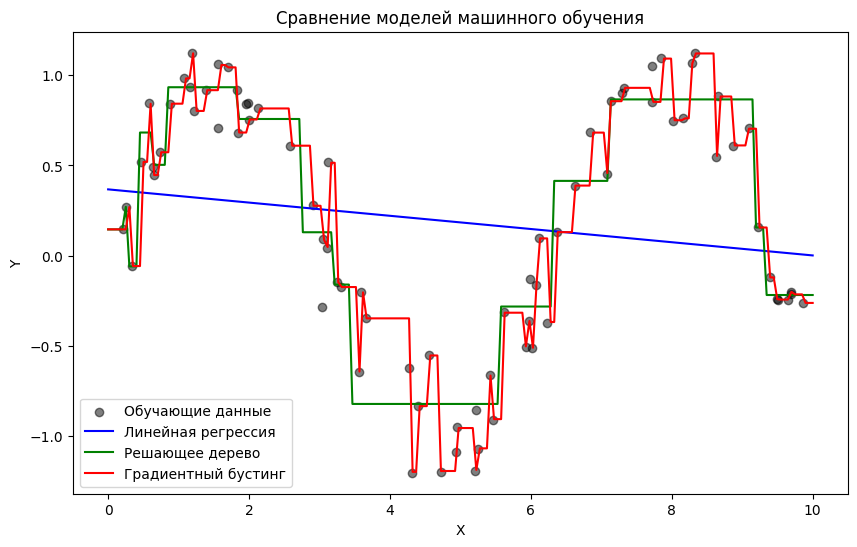 Сравнение моделей машинного обучения
1.0
0.5
0.0
−0.5
−1.0
Y
Обучающие данные
Линейная регрессия
Решающее дерево
Градиентный бустинг
0 2 4 6 8 10
X